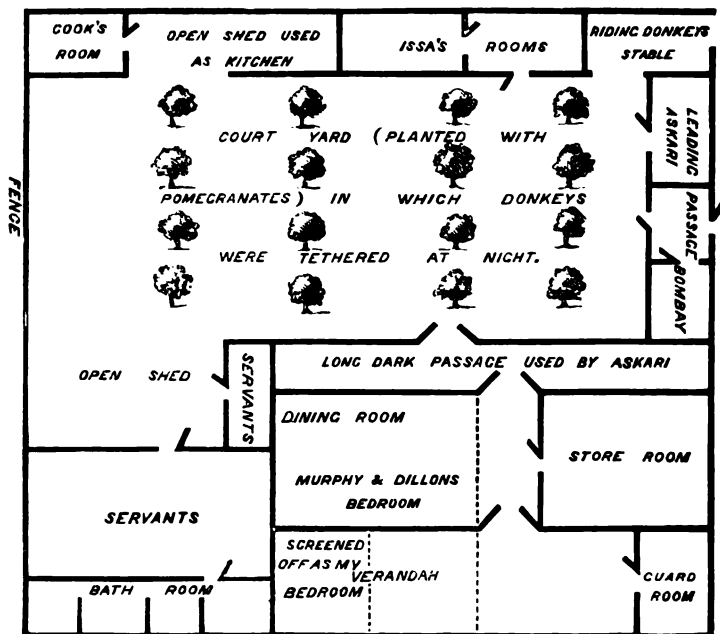 COOK'S
ROOM
OPEN SHED USED
AS KITCHEN
ISSA'S ROOMS
RIDING DONKEYS
STABLE
COURT YARD (PLANTED WITH
POMEGRANATES) IN WHICH DONKEYS
WERE TETHERED AT NIGHT.
LEADING
ASKARI
PASSAGE
BOMBAY
FENCE
OPEN SHED
SERVANTS
LONG DARK PASSAGE USED BY ASKARI
DINING ROOM
MURPHY & DILLONS
BEDROOM
STORE ROOM
SERVANTS
SCREENED
OFF AS MY
BEDROOM
VERANDAH
BATH ROOM
GUARD
ROOM